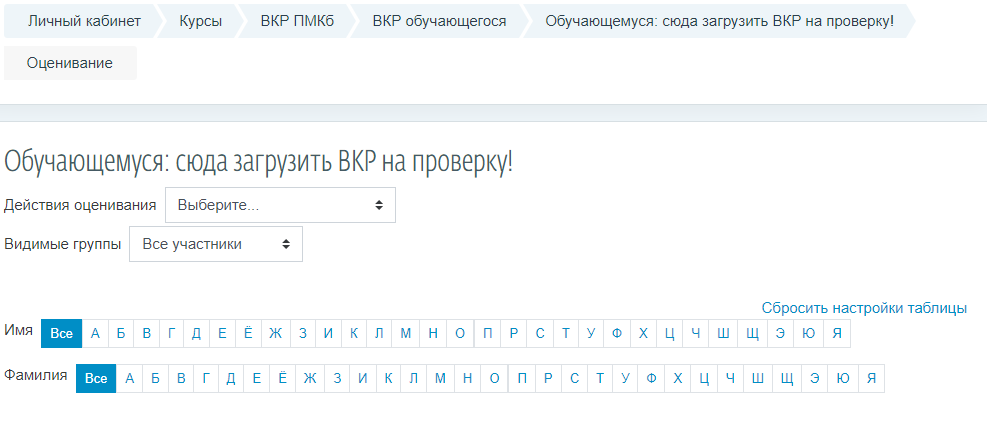 Личный кабинет Курсы ВКР ПМКб ВКР обучающегося Обучающемуся: сюда загрузить ВКР на проверку!
Оценивание
Обучающемуся: сюда загрузить ВКР на проверку!
Действия оценивания Выберите...
Видимые группы Все участники
Сбросить настройки таблицы
Имя Все А Б В Г Д Е Ё Ж З И К Л М Н О П Р С Т У Ф Х Ц Ч Ш Щ Э Ю Я
Фамилия Все А Б В Г Д Е Ё Ж З И К Л М Н О П Р С Т У Ф Х Ц Ч Ш Щ Э Ю Я